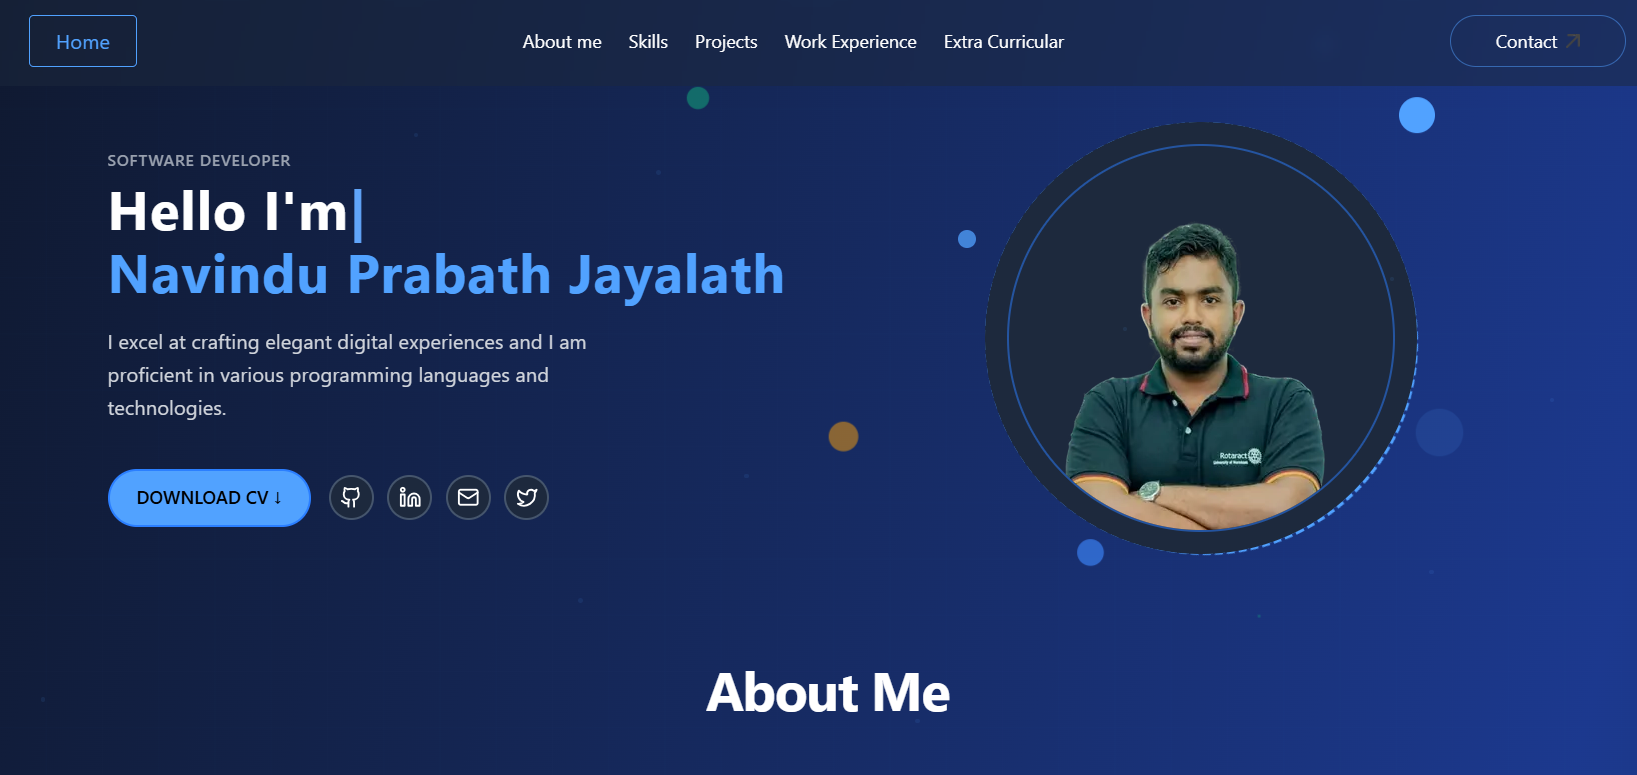 Home
About me
Skills
Projects
Work Experience
Extra Curricular
Contact
SOFTWARE DEVELOPER
Hello I'm|
Navindu Prabath Jayalath
I excel at crafting elegant digital experiences and I am
proficient in various programming languages and
technologies.
DOWNLOAD CV ↓
Rotaract
About Me